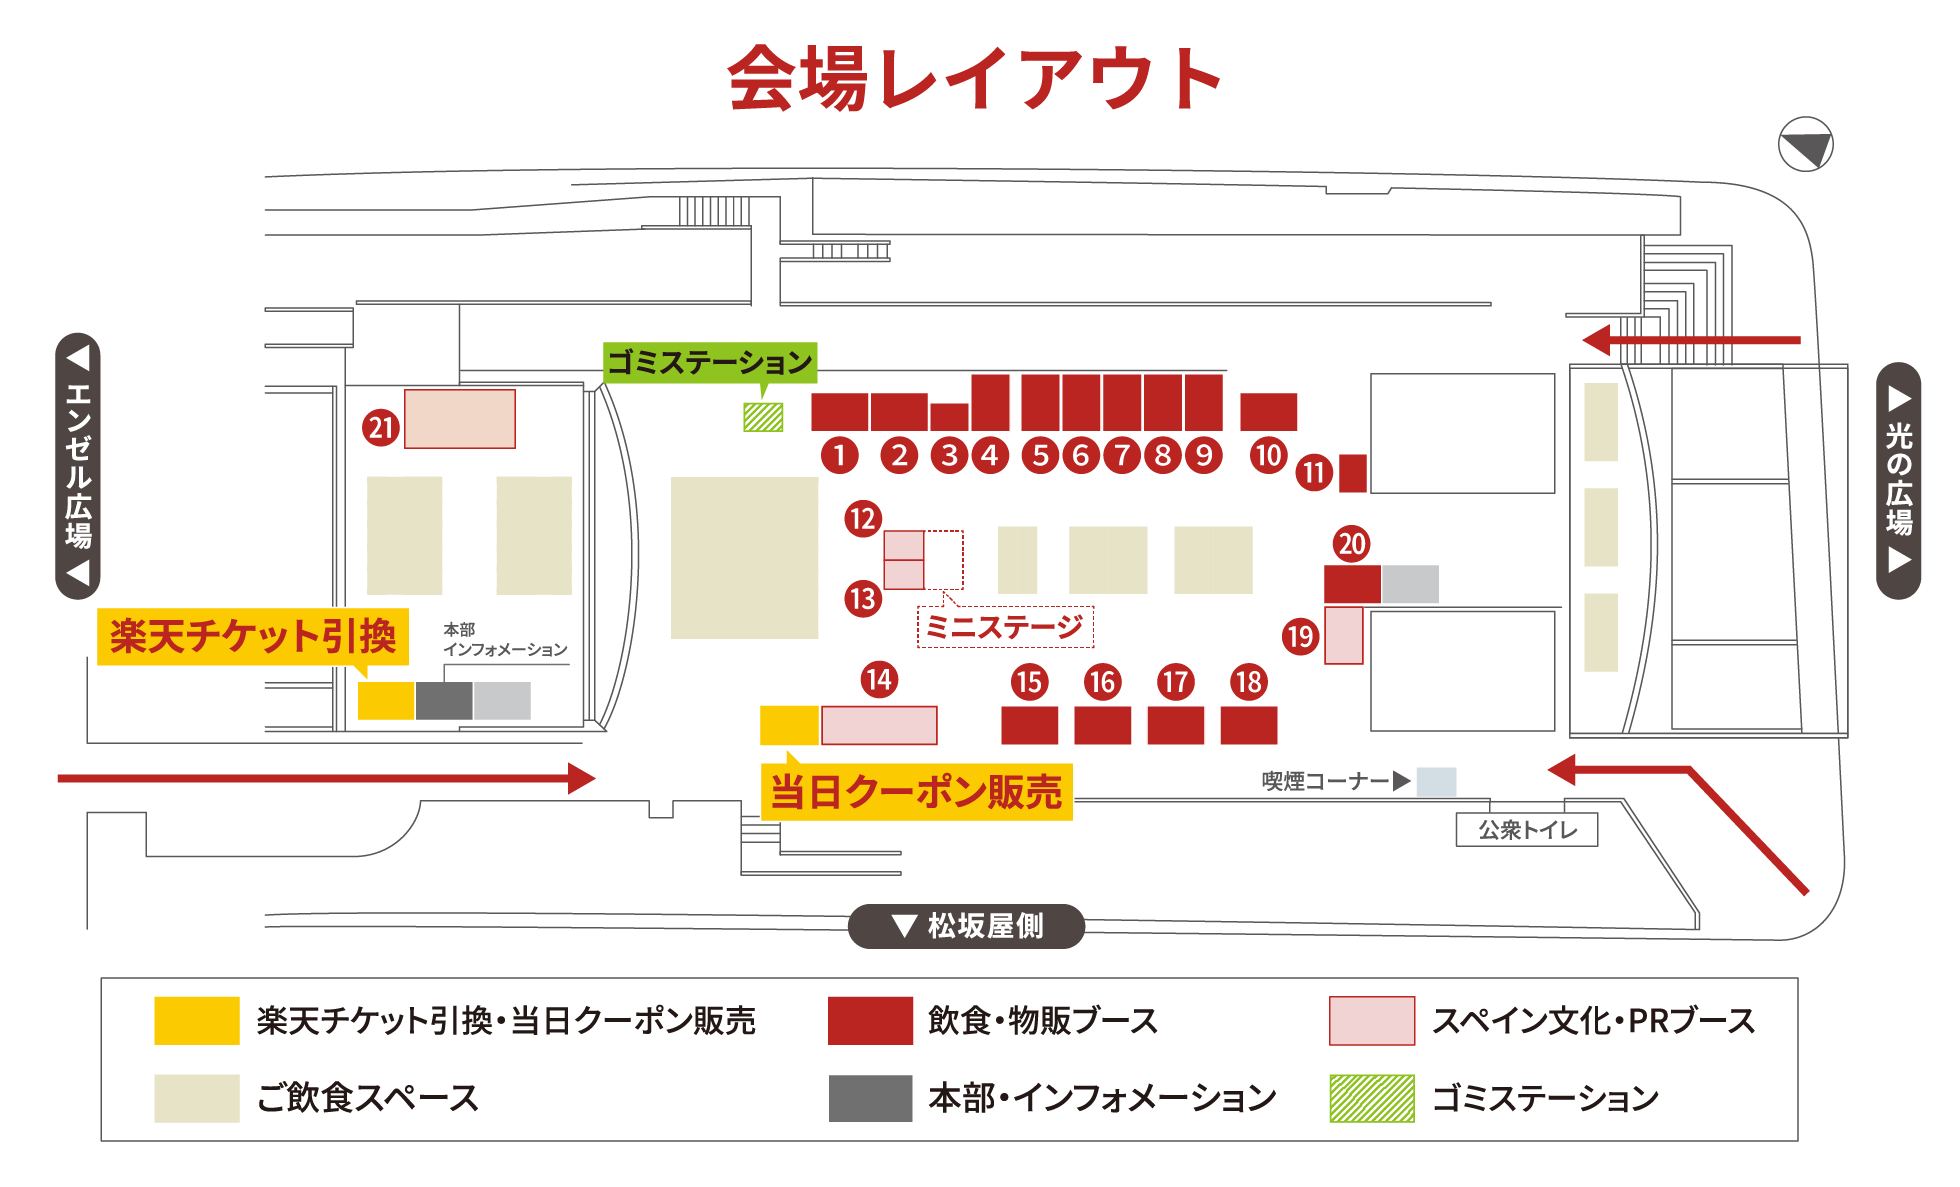 会場レイアウト
ゴミステーション
21
1
2
3
4
5
6
7
8
9
10
11
◀エンゼル広場◀
▶光の広場▶
12
13
ミニステージ
20
19
楽天チケット引換
本部
インフォメーション
14
15
16
17
18
当日クーポン販売
喫煙コーナー▶
公衆トイレ
▼松坂屋側
楽天チケット引換・当日クーポン販売
飲食・物販ブース
スペイン文化・PRブース
ご飲食スペース
本部・インフォメーション
ゴミステーション